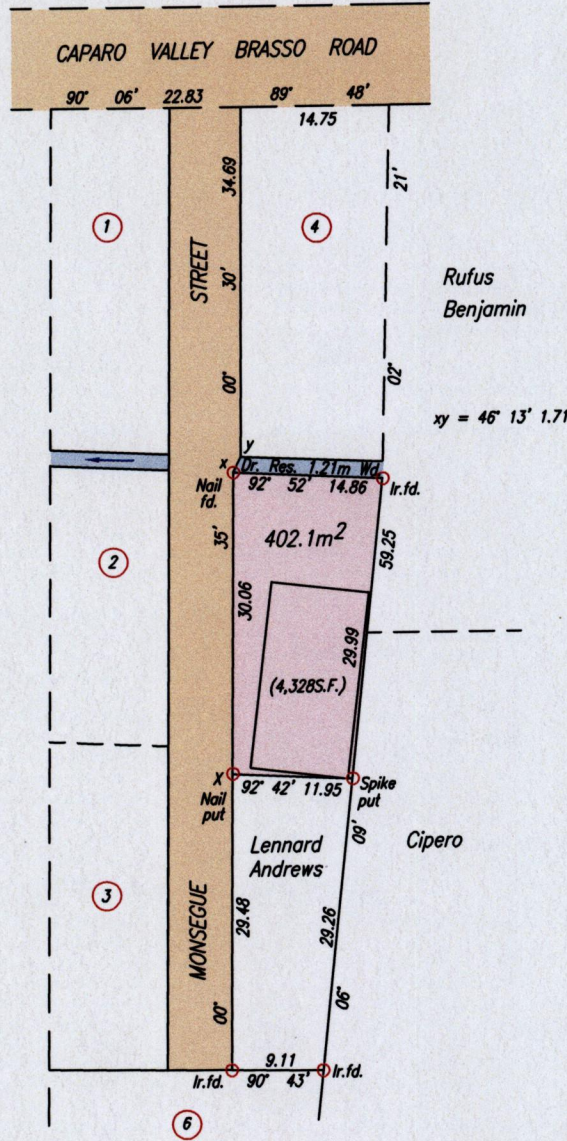 CAPARO VALLEY BRASSO ROAD
90° 06' 22.83 89° 48'
14.75
34.69
21'
1
4
STREET
30'
Rufus
Benjamin
00°
02°
xy = 46° 13' 1.71
y
x
Dr. Res. 1.21m Wd
Nail
fd.
92° 52' 14.86
Ir.fd.
35'
402.1m²
59.25
2
30.06
29.99
(4,328S.F.)
X
92° 42' 11.95
Spike
put
Nail
put
09'
Lennard
Andrews
Cipero
3
MONSEGUE
29.48
29.26
00°
06°
9.11
Ir.fd.
90° 43'
Ir.fd.
6